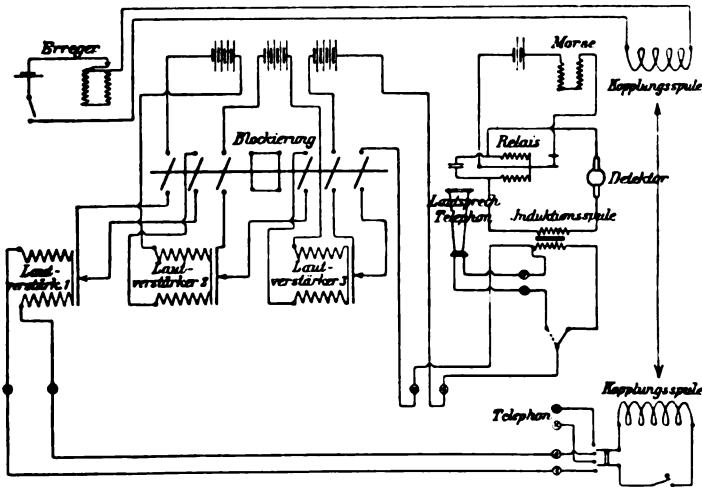 Erreger
Morse
Kopplungsspule
Blockierung
Relais
Detektor
Lautsprech
Telephon
Induktionsspule
Laut-
verstärk. 1
Laut-
verstärker 2
Laut-
verstärker 3
Kopplungsspule
Telephon